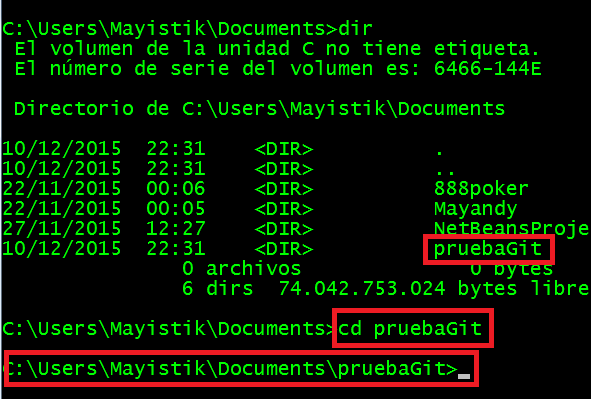 C:\Users\Mayistik\Documents>dir
El volumen de la unidad C no tiene etiqueta.
El número de serie del volumen es: 6466-144E
Directorio de C:\Users\Mayistik\Documents
10/12/2015 22:31 <DIR> .
10/12/2015 22:31 <DIR> ..
22/11/2015 00:06 <DIR> 888poker
22/11/2015 00:05 <DIR> Mayandy
27/11/2015 12:27 <DIR> NetBeansProje
10/12/2015 22:31 <DIR> pruebaGit
0 archivos 0 bytes
6 dirs 74.042.753.024 bytes libre
C:\Users\Mayistik\Documents>cd pruebaGit
C:\Users\Mayistik\Documents\pruebaGit>_